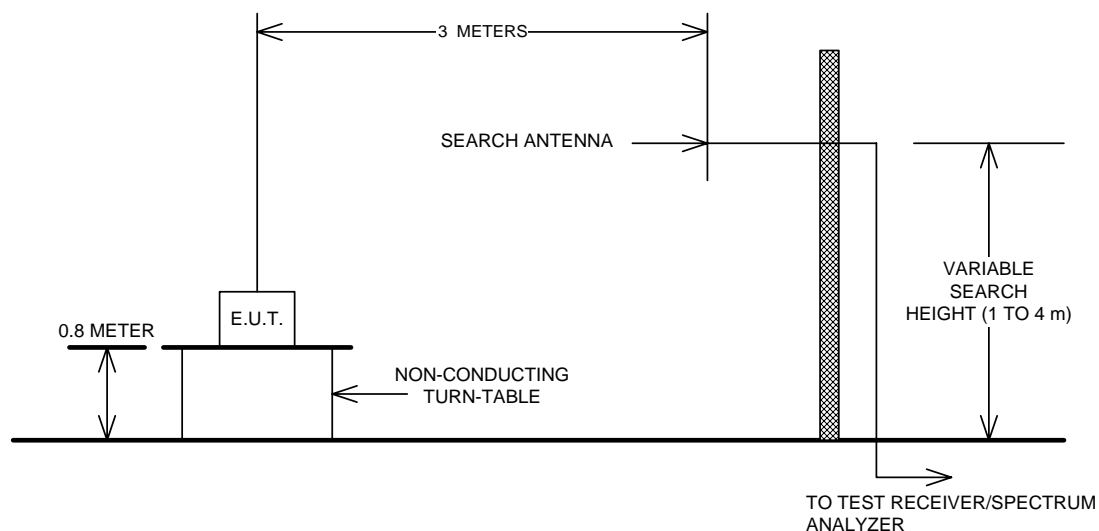 3 METERS
SEARCH ANTENNA
VARIABLE
SEARCH
HEIGHT (1 TO 4 m)
E.U.T.
0.8 METER
NON-CONDUCTING
TURN-TABLE
TO TEST RECEIVER/SPECTRUM
ANALYZER